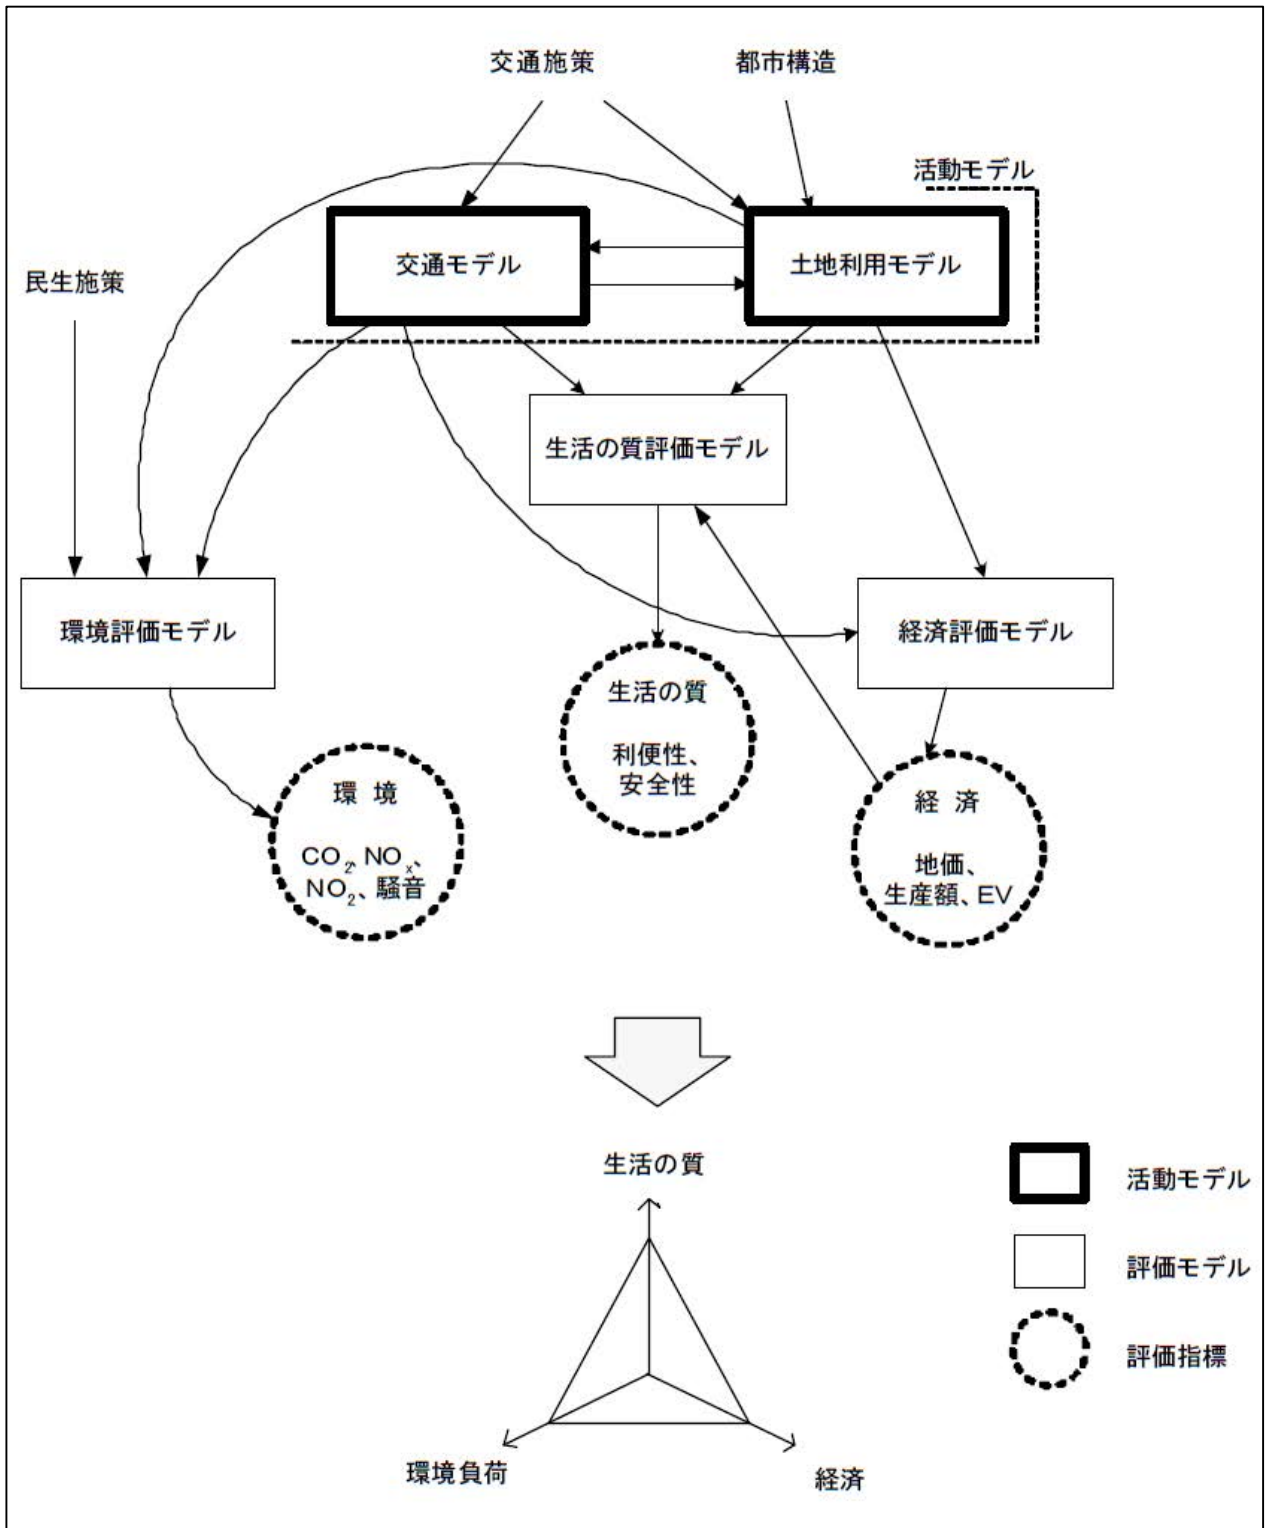 交通施策
都市構造
活動モデル
交通モデル
土地利用モデル
民生施策
生活の質評価モデル
環境評価モデル
経済評価モデル
生活の質
利便性、
安全性
環 境
CO₂、NOₓ、
NO₂、騒音
経 済
地価、
生産額、EV
生活の質
環境負荷
経済
活動モデル
評価モデル
評価指標